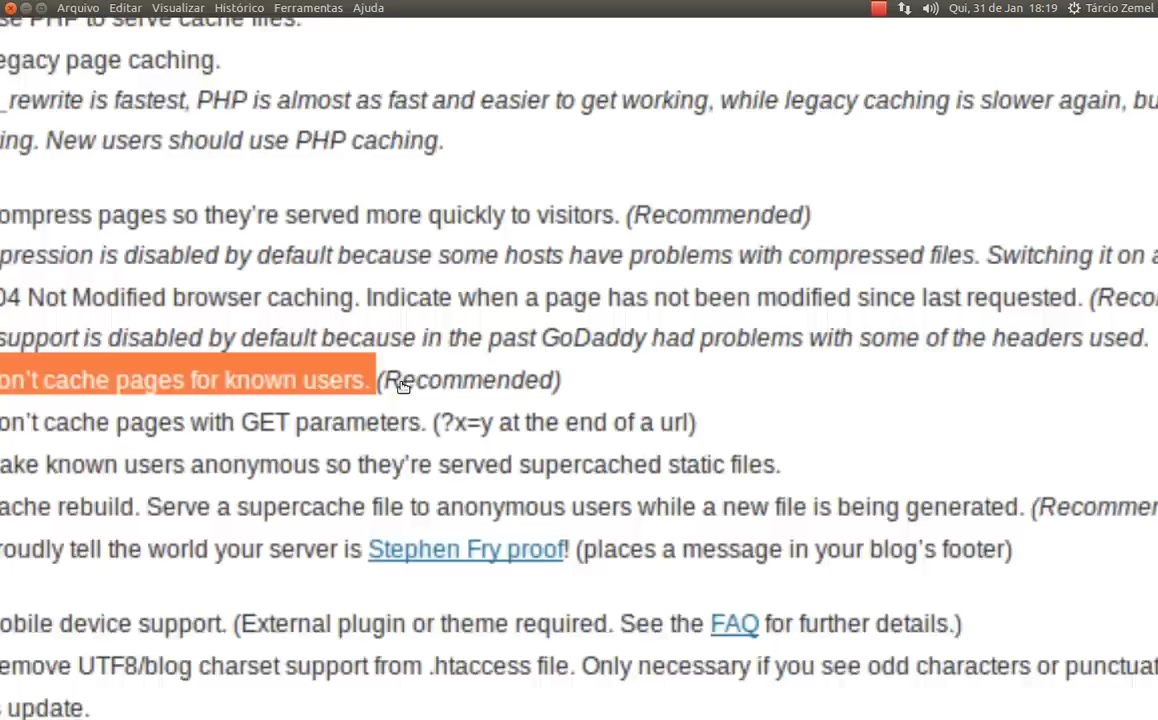 Arquivo Editar Visualizar Histórico Ferramentas Ajuda Qui, 31 de Jan 18:19 Tárcio Zemel
use PHP to serve cache files.
egacy page caching.
_rewrite is fastest, PHP is almost as fast and easier to get working, while legacy caching is slower again, bu
ing. New users should use PHP caching.
ompress pages so they’re served more quickly to visitors. (Recommended)
pression is disabled by default because some hosts have problems with compressed files. Switching it on a
04 Not Modified browser caching. Indicate when a page has not been modified since last requested. (Reco
support is disabled by default because in the past GoDaddy had problems with some of the headers used.
on’t cache pages for known users. (Recommended)
on’t cache pages with GET parameters. (?x=y at the end of a url)
ake known users anonymous so they’re served supercached static files.
ache rebuild. Serve a supercache file to anonymous users while a new file is being generated. (Recommen
roudly tell the world your server is Stephen Fry proof! (places a message in your blog’s footer)
obile device support. (External plugin or theme required. See the FAQ for further details.)
emove UTF8/blog charset support from .htaccess file. Only necessary if you see odd characters or punctuat
s update.